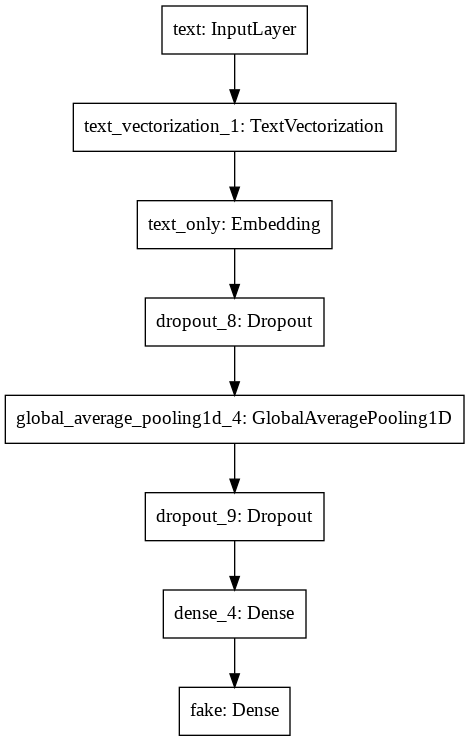 text: InputLayer
text_vectorization_1: TextVectorization
text_only: Embedding
dropout_8: Dropout
global_average_pooling1d_4: GlobalAveragePooling1D
dropout_9: Dropout
dense_4: Dense
fake: Dense